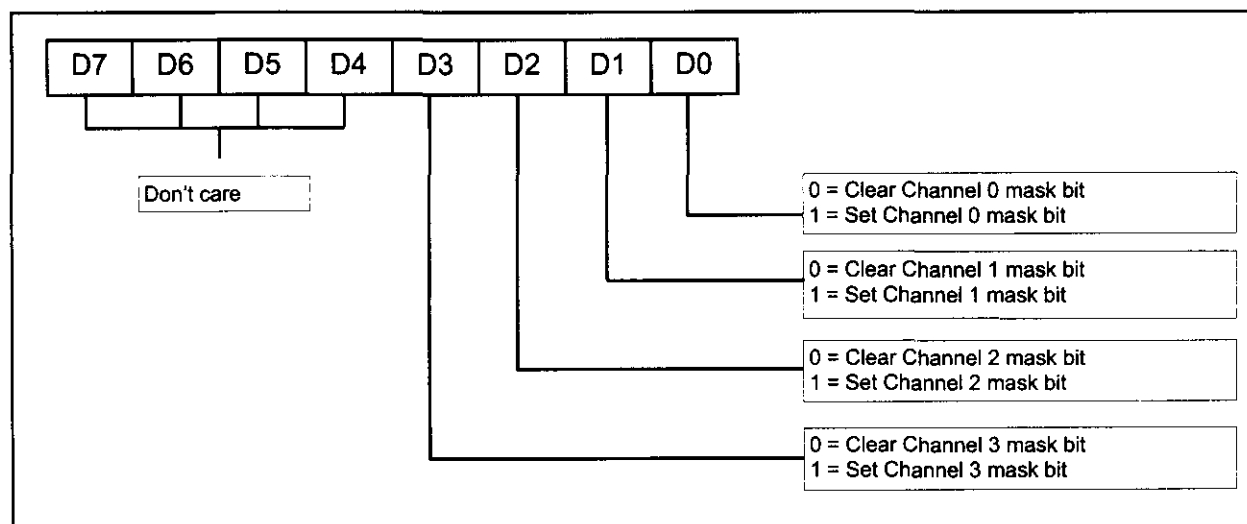 D7 D6 D5 D4 D3 D2 D1 D0
Don't care
0 = Clear Channel 0 mask bit
1 = Set Channel 0 mask bit
0 = Clear Channel 1 mask bit
1 = Set Channel 1 mask bit
0 = Clear Channel 2 mask bit
1 = Set Channel 2 mask bit
0 = Clear Channel 3 mask bit
1 = Set Channel 3 mask bit